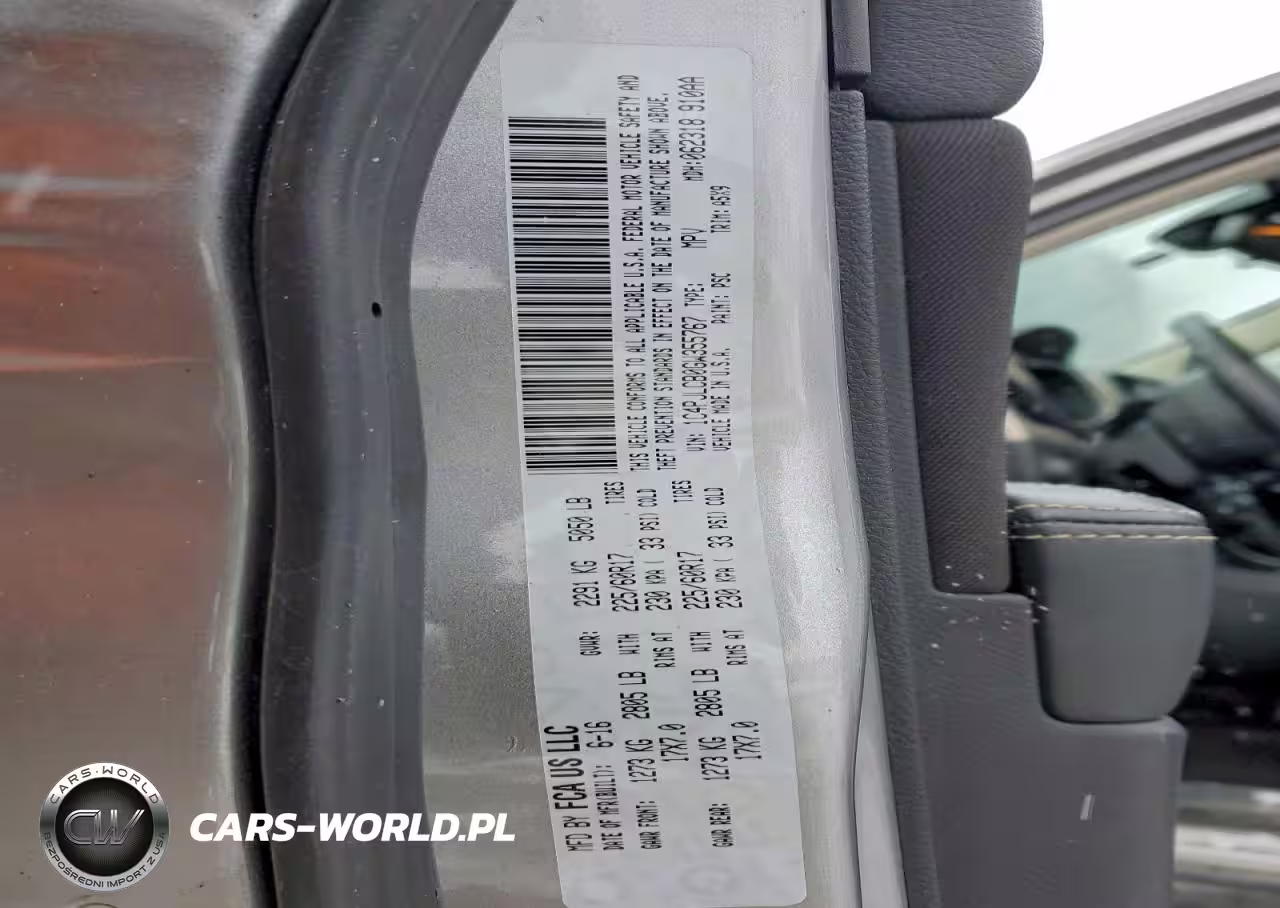 MFD BY FCA US LLC
DATE OF MFR(BUILT): 6-16 GVWR: 2291 KG 5050 LB
GAWR FRONT: 1273 KG 2805 LB WITH 225/60R17 TIRES
17X7.0 RIMS AT 230 KPA ( 33 PSI) COLD
GAWR REAR: 1273 KG 2805 LB WITH 225/60R17 TIRES
17X7.0 RIMS AT 230 KPA ( 33 PSI) COLD
THIS VEHICLE CONFORMS TO ALL APPLICABLE U.S.A. FEDERAL MOTOR VEHICLE SAFETY AND
THEFT PREVENTION STANDARDS IN EFFECT ON THE DATE OF MANUFACTURE SHOWN ABOVE.
VIN: 1C4PJLCB0GW355767 TYPE: MPV MDH:062318 910AA
VEHICLE MADE IN U.S.A. PAINT: PSC TRIM: A5X9
CARS-WORLD
CW
BEZPOŚREDNI IMPORT Z USA
CARS-WORLD.PL